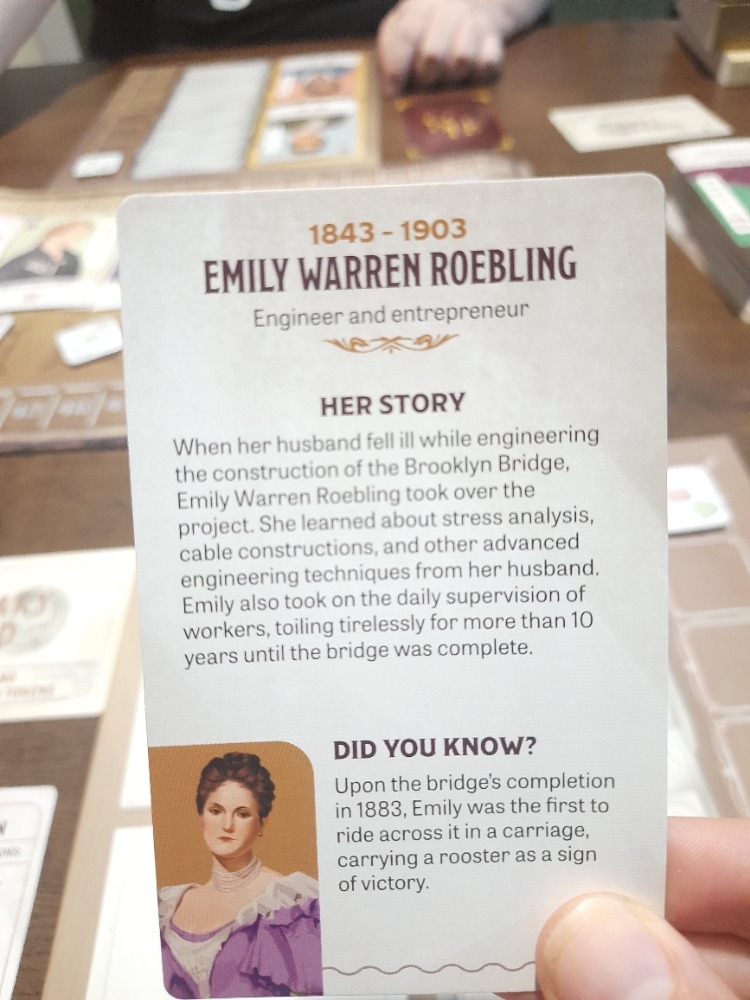 1843 - 1903
EMILY WARREN ROEBLING
Engineer and entrepreneur
HER STORY
When her husband fell ill while engineering
the construction of the Brooklyn Bridge,
Emily Warren Roebling took over the
project. She learned about stress analysis,
cable constructions, and other advanced
engineering techniques from her husband.
Emily also took on the daily supervision of
workers, toiling tirelessly for more than 10
years until the bridge was complete.
DID YOU KNOW?
Upon the bridge's completion
in 1883, Emily was the first to
ride across it in a carriage,
carrying a rooster as a sign
of victory.